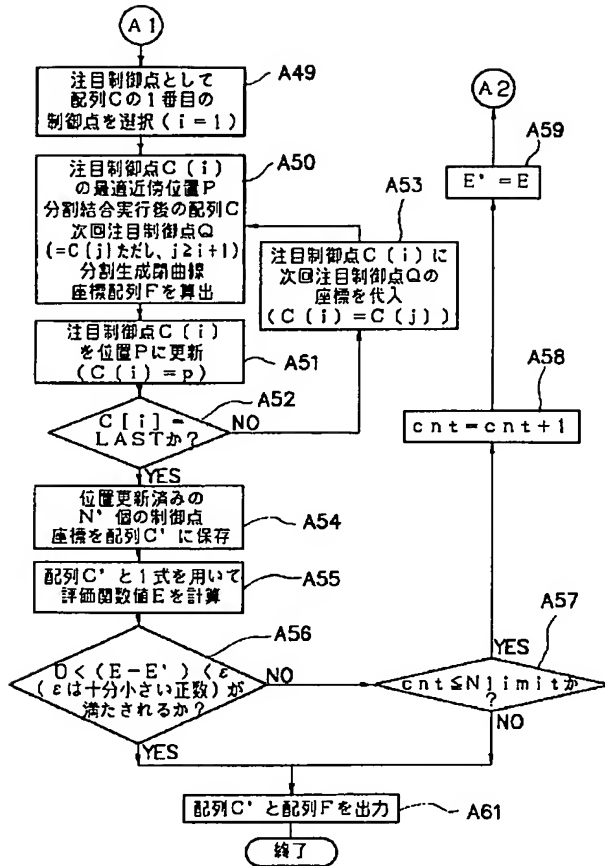 A1
注目制御点として
配列Cの1番目の
制御点を選択(i=1)
A49
注目制御点C(i)
の最適近傍位置P
分割結合実行後の配列C
次回注目制御点Q
(=C(j)ただし、j≧i+1)
分割生成閉曲線
座標配列Fを算出
A50
注目制御点C(i)に
次回注目制御点Qの
座標を代入
(C(i)=C(j))
A53
注目制御点C(i)
を位置Pに更新
(C(i)=p)
A51
C[i]=
LASTか?
A52
NO
YES
位置更新済みの
N'個の制御点
座標を配列C'に保存
A54
配列C'と1式を用いて
評価関数値Eを計算
A55
0<(E-E')<ε
(εは十分小さい正数)が
満たされるか?
A56
NO
YES
cnt≦Nlimitか
?
A57
YES
NO
cnt=cnt+1
A58
E'=E
A59
A2
配列C'と配列Fを出力
A61
終了